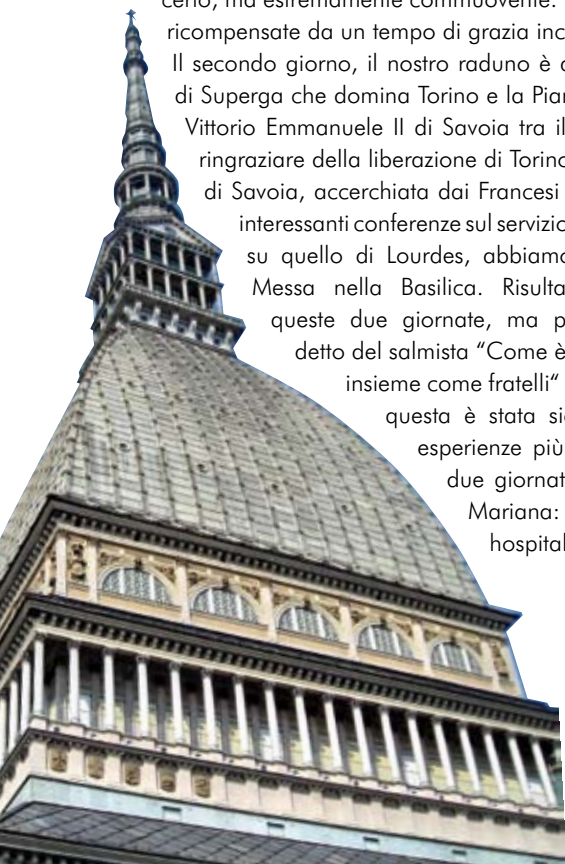 certo, ma estremamente commovente.
ricompensate da un tempo di grazia
Il secondo giorno, il nostro raduno è
di Superga che domina Torino e la
Vittorio Emmanuele II di Savoia tra il
ringraziare della liberazione di Torino
di Savoia, accerchiata dai Francesi
interessanti conferenze sul servizio
su quello di Lourdes, abbiamo
Messa nella Basilica.
queste due giornate, ma
detto del salmista “Come è
insieme come fratelli“
questa è stata
esperienze più
due
Mariana: